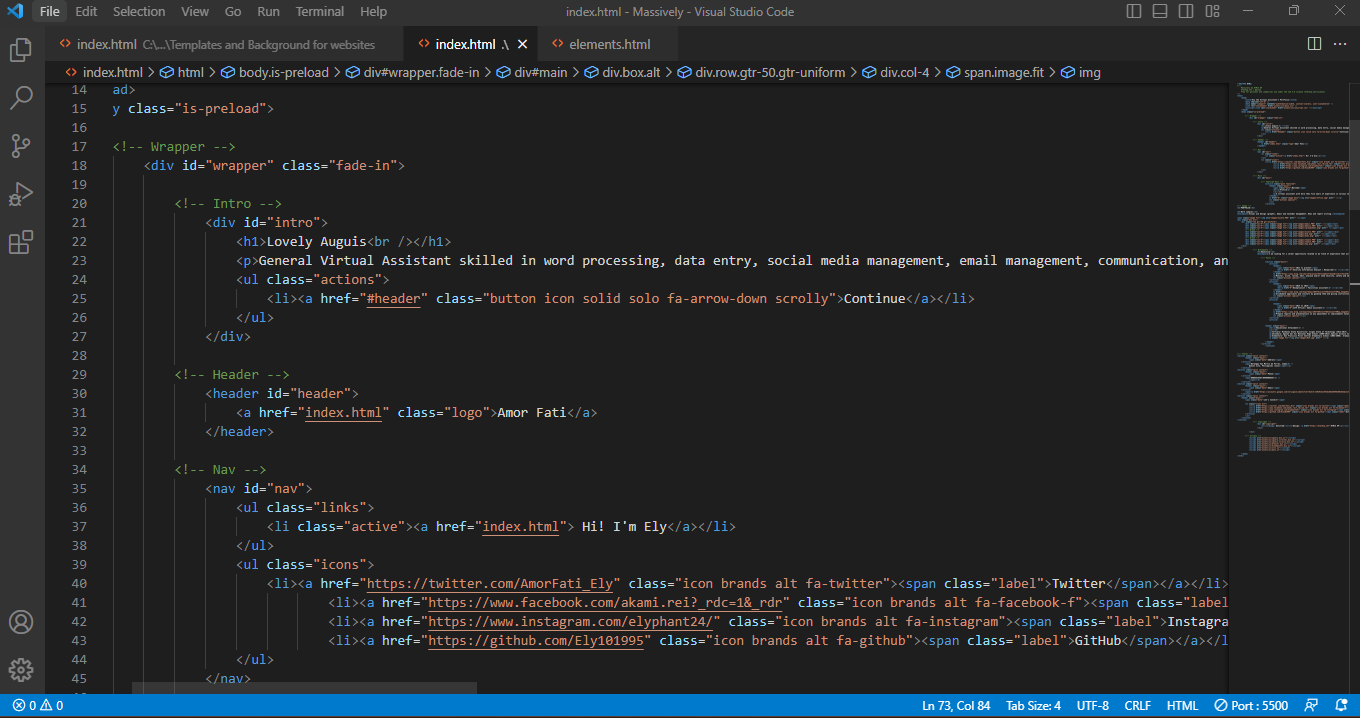 File Edit Selection View Go Run Terminal Help index.html - Massively - Visual Studio Code
index.html C:\...\Templates and Background for websites index.html .\ elements.html
index.html > html > body.is-preload > div#wrapper.fade-in > div#main > div.box.alt > div.row.gtr-50.gtr-uniform > div.col-4 > span.image.fit > img
14 ad>
15 y class="is-preload">
16
17 <!-- Wrapper -->
18 <div id="wrapper" class="fade-in">
19
20 <!-- Intro -->
21 <div id="intro">
22 <h1>Lovely Auguis<br /></h1>
23 <p>General Virtual Assistant skilled in word processing, data entry, social media management, email management, communication, an
24 <ul class="actions">
25 <li><a href="#header" class="button icon solid solo fa-arrow-down scrolly">Continue</a></li>
26 </ul>
27 </div>
28
29 <!-- Header -->
30 <header id="header">
31 <a href="index.html" class="logo">Amor Fati</a>
32 </header>
33
34 <!-- Nav -->
35 <nav id="nav">
36 <ul class="links">
37 <li class="active"><a href="index.html"> Hi! I'm Ely</a></li>
38 </ul>
39 <ul class="icons">
40 <li><a href="https://twitter.com/AmorFati_Ely" class="icon brands alt fa-twitter"><span class="label">Twitter</span></a></li>
41 <li><a href="https://www.facebook.com/akami.rei?_rdc=1&_rdr" class="icon brands alt fa-facebook-f"><span class="label
42 <li><a href="https://www.instagram.com/elyphant24/" class="icon brands alt fa-instagram"><span class="label">Instagra
43 <li><a href="https://github.com/Ely101995" class="icon brands alt fa-github"><span class="label">GitHub</span></a></l
44 </ul>
45 </nav>
0 0 Ln 73, Col 84 Tab Size: 4 UTF-8 CRLF HTML Port : 5500